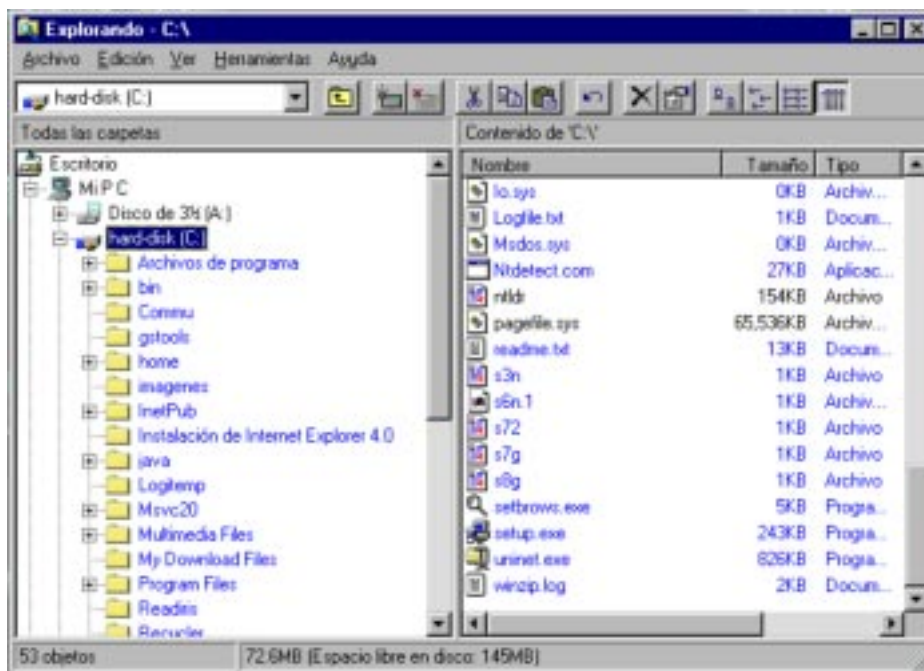 Explorando - C:\
Archivo Edición Ver Herramientas Ayuda
hard-disk (C:)
Todas las carpetas
Contenido de 'C:\'
Escritorio
Mi PC
Disco de 3½ (A:)
hard-disk (C:)
Archivos de programa
bin
Commu
gstools
home
imagenes
InetPub
Instalación de Internet Explorer 4.0
java
Logitemp
Msvc20
Multimedia Files
My Download Files
Program Files
Readiris
Recycler
Nombre Tamaño Tipo
Io.sys 0KB Archiv...
Logfile.txt 1KB Docum...
Msdos.sys 0KB Archiv...
Ntdetect.com 27KB Aplicac...
ntldr 154KB Archivo
pagefile.sys 65,536KB Archiv...
readme.txt 13KB Docum...
s3n 1KB Archivo
s6n.1 1KB Archiv...
s72 1KB Archivo
s7g 1KB Archivo
s8g 1KB Archivo
setbrows.exe 5KB Progra...
setup.exe 243KB Progra...
uninet.exe 826KB Progra...
winzip.log 2KB Docum...
53 objetos
72.6MB (Espacio libre en disco: 145MB)